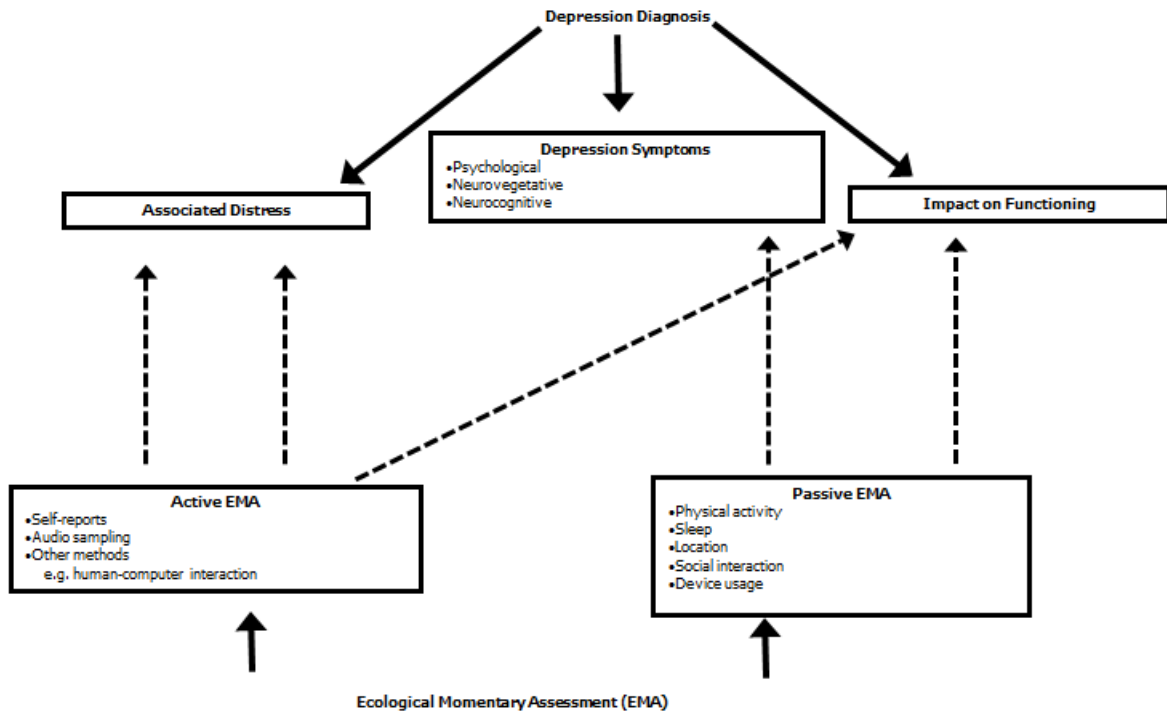 Depression Diagnosis
Depression Symptoms
•Psychological
•Neurovegetative
•Neurocognitive
Associated Distress
Impact on Functioning
Active EMA
•Self-reports
•Audio sampling
•Other methods
e.g. human-computer interaction
Passive EMA
•Physical activity
•Sleep
•Location
•Social interaction
•Device usage
Ecological Momentary Assessment (EMA)